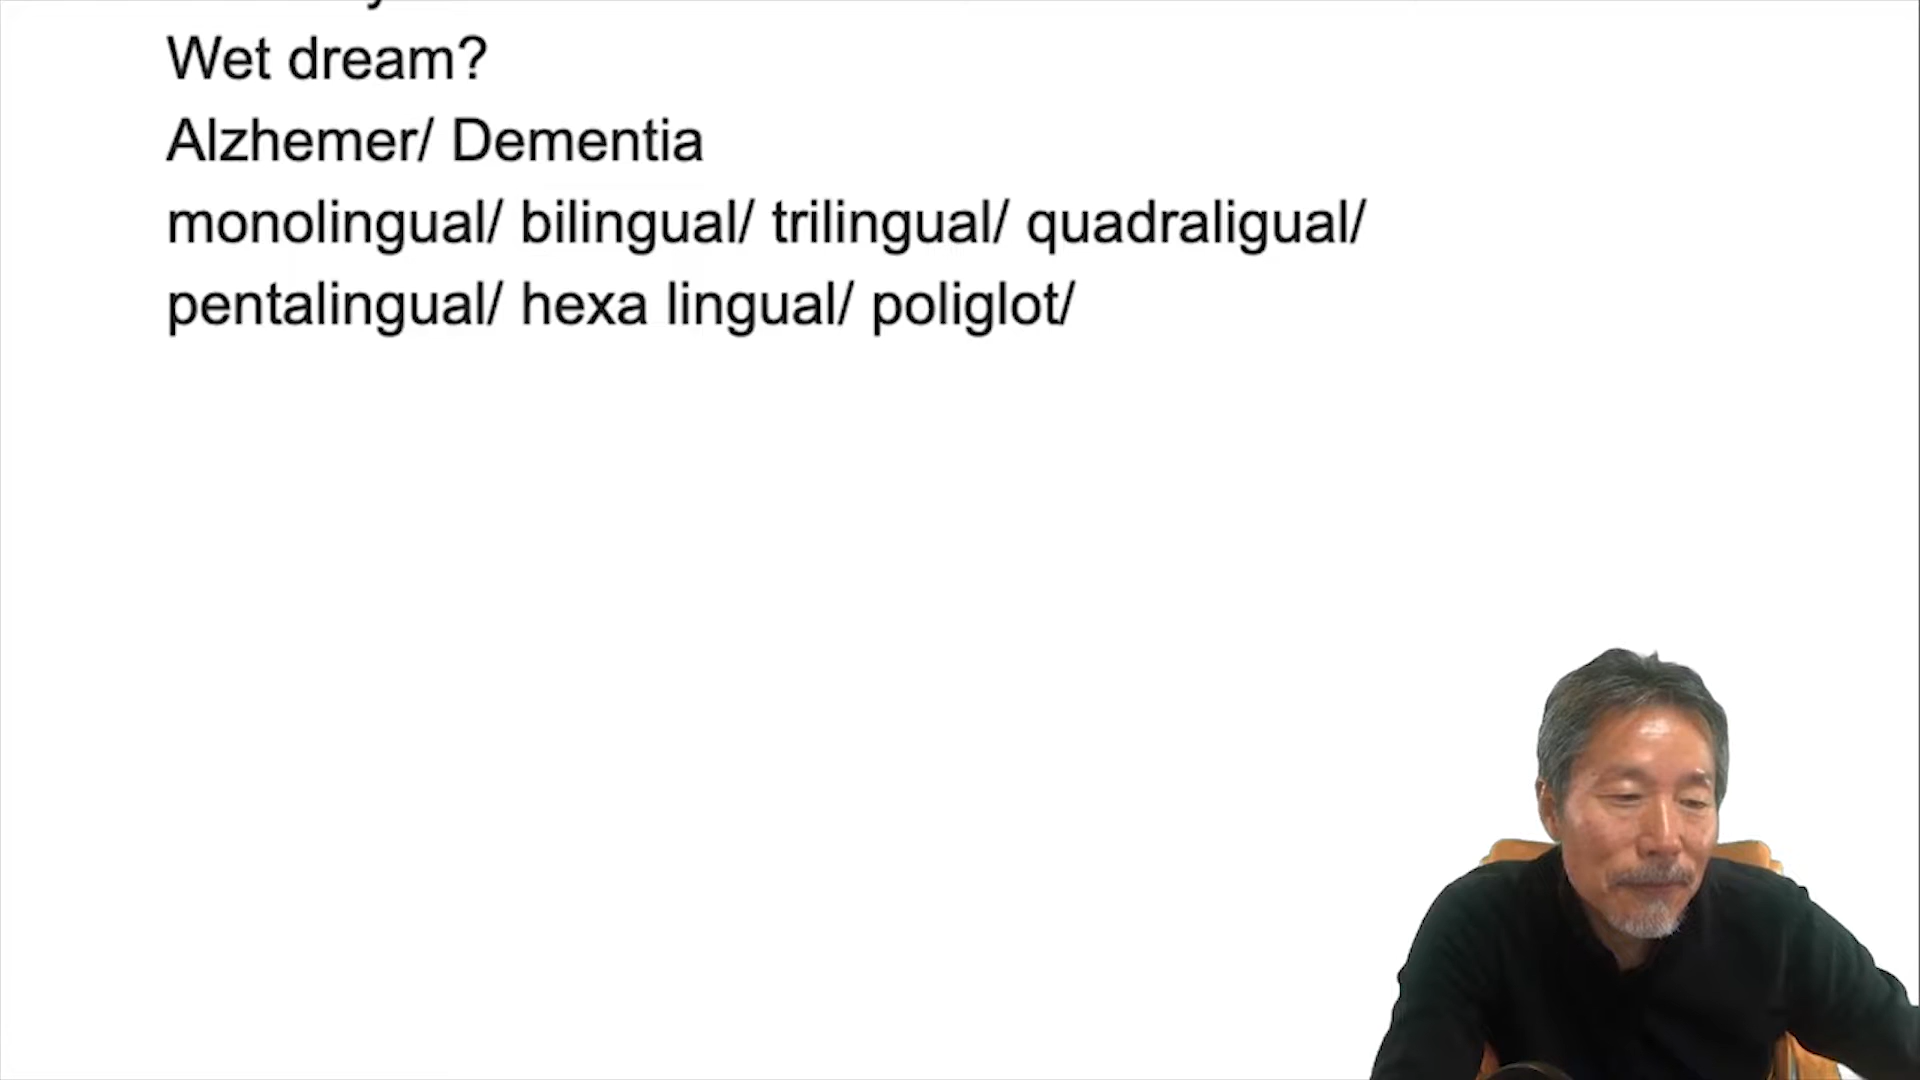 Wet dream?
Alzhemer/ Dementia
monolingual/ bilingual/ trilingual/ quadraligual/
pentalingual/ hexa lingual/ poliglot/